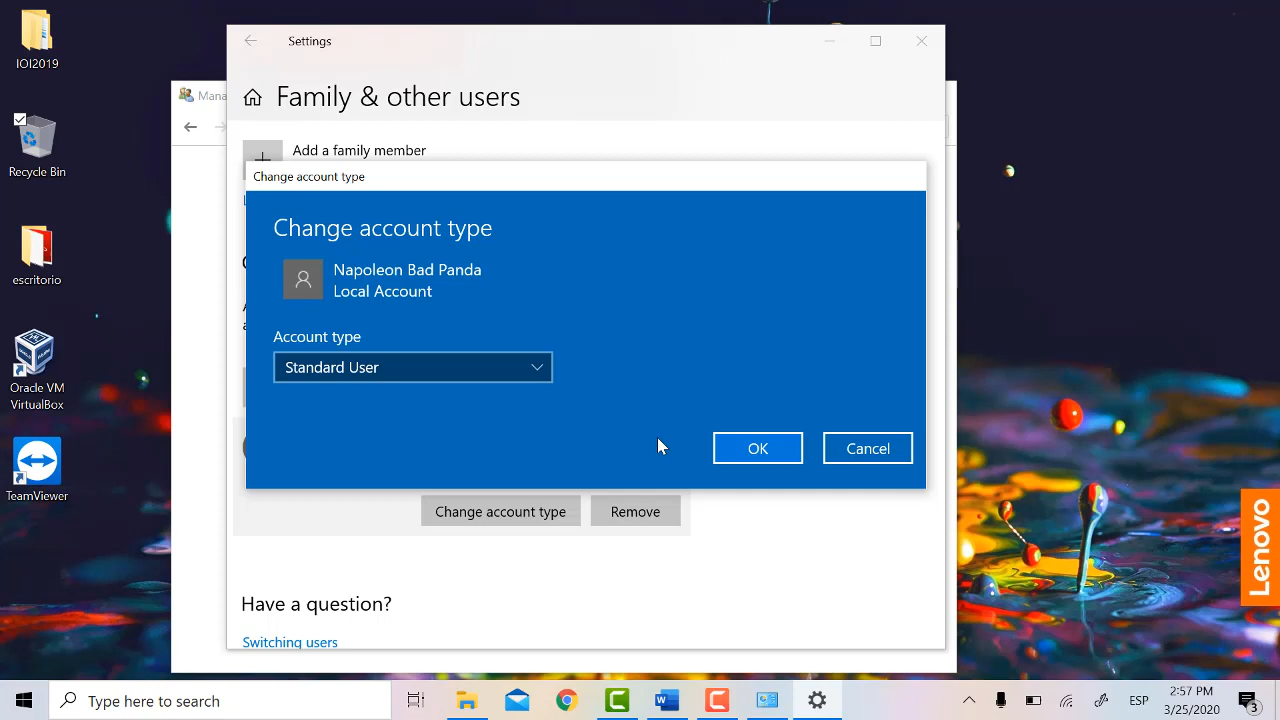 IOI2019
Recycle Bin
escritorio
Oracle VM
VirtualBox
TeamViewer
Mana
Settings
Family & other users
Add a family member
Change account type
Change account type
Napoleon Bad Panda
Local Account
Account type
Standard User
OK
Cancel
Change account type
Remove
Have a question?
Switching users
Lenovo
Type here to search
ESP
2:57 PM
3/25/2020
3